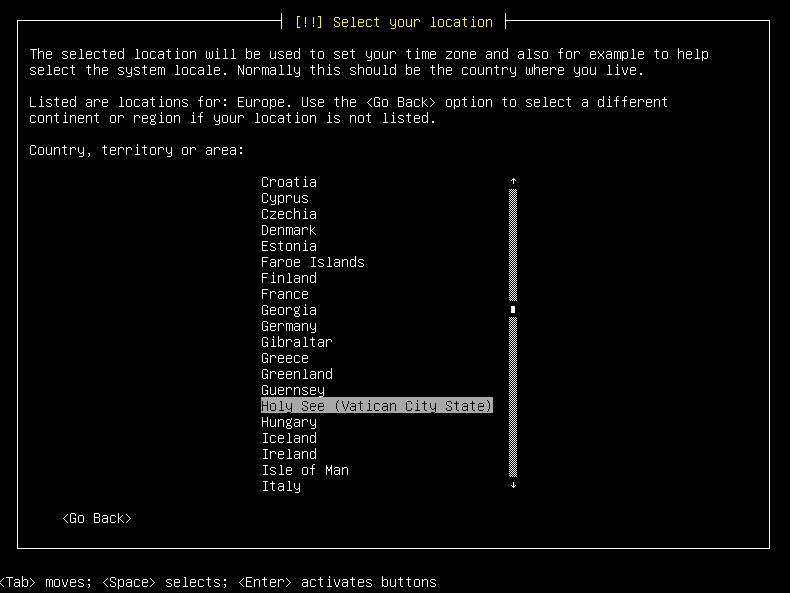 [!!] Select your location
The selected location will be used to set your time zone and also for example to help
select the system locale. Normally this should be the country where you live.
Listed are locations for: Europe. Use the <Go Back> option to select a different
continent or region if your location is not listed.
Country, territory or area:
Croatia
Cyprus
Czechia
Denmark
Estonia
Faroe Islands
Finland
France
Georgia
Germany
Gibraltar
Greece
Greenland
Guernsey
Holy See (Vatican City State)
Hungary
Iceland
Ireland
Isle of Man
Italy
<Go Back>
<Tab> moves; <Space> selects; <Enter> activates buttons